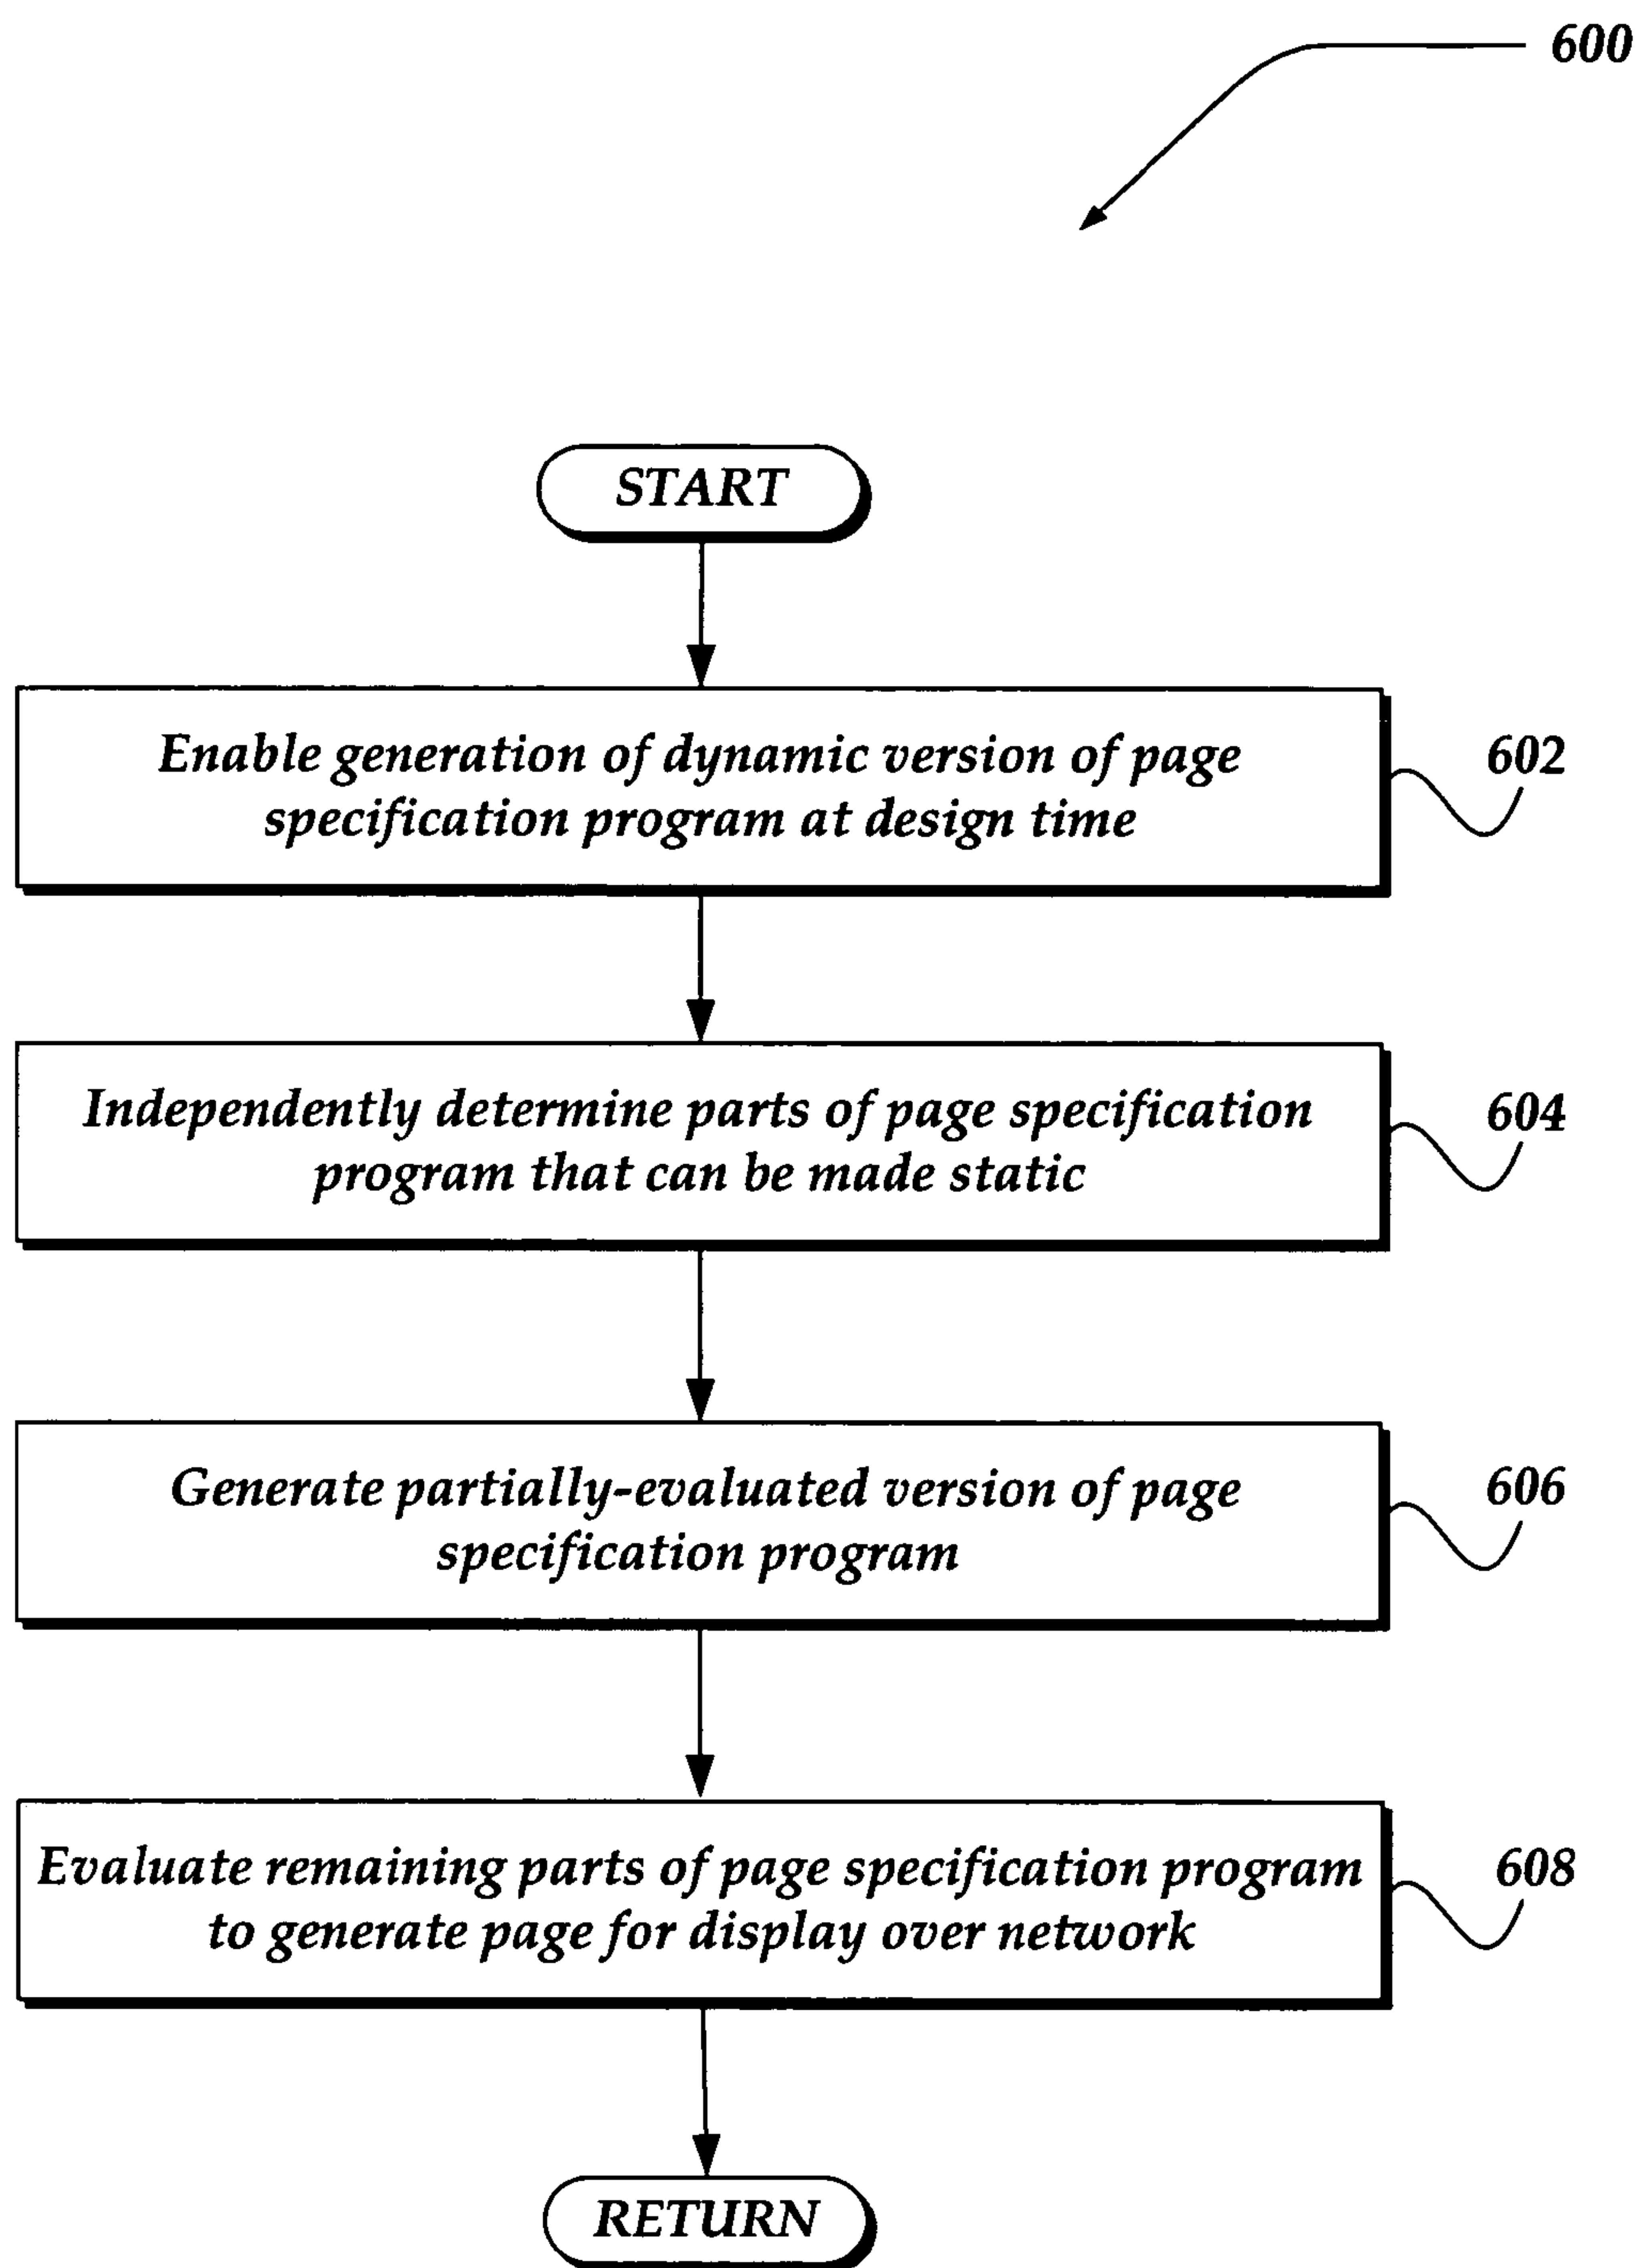 600
START
Enable generation of dynamic version of page
specification program at design time
602
Independently determine parts of page specification
program that can be made static
604
Generate partially-evaluated version of page
specification program
606
Evaluate remaining parts of page specification program
to generate page for display over network
608
RETURN